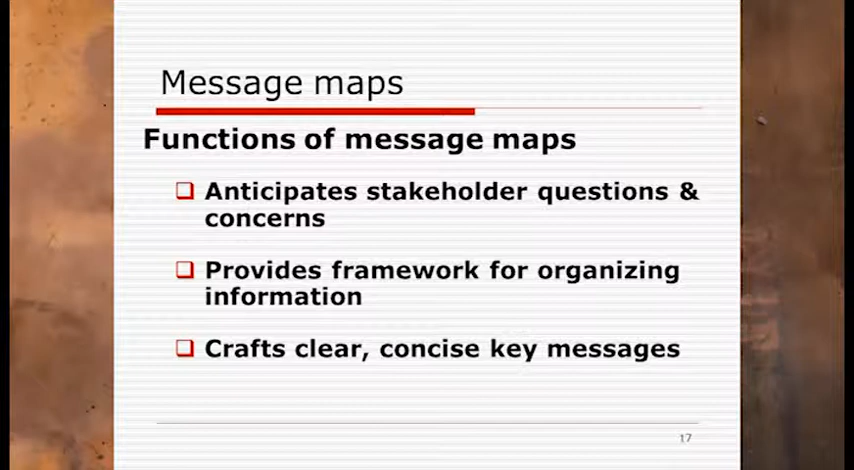 Message maps
Functions of message maps
Anticipates stakeholder questions &
concerns
Provides framework for organizing
information
Crafts clear, concise key messages
17